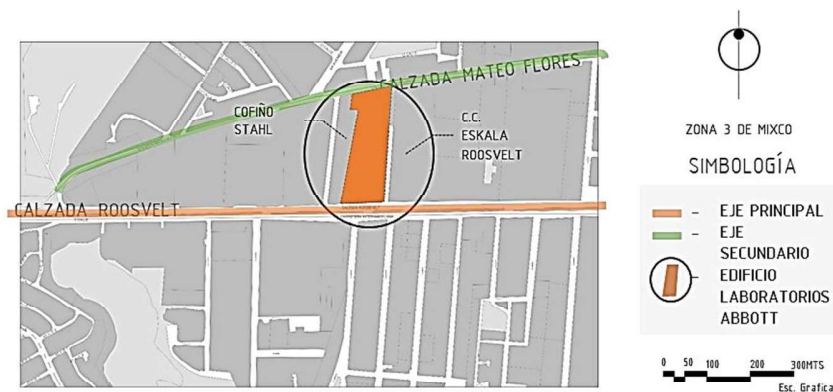 CALZADA MATEO FLORES
COFIÑO
STAHL
C.C.
ESKALA
ROOSVELT
CALZADA ROOSVELT
ZONA 3 DE MIXCO
SIMBOLOGÍA
- EJE PRINCIPAL
- EJE
SECUNDARIO
- EDIFICIO
LABORATORIOS
ABBOTT
0 50 100 200 300MTS
Esc. Grafica